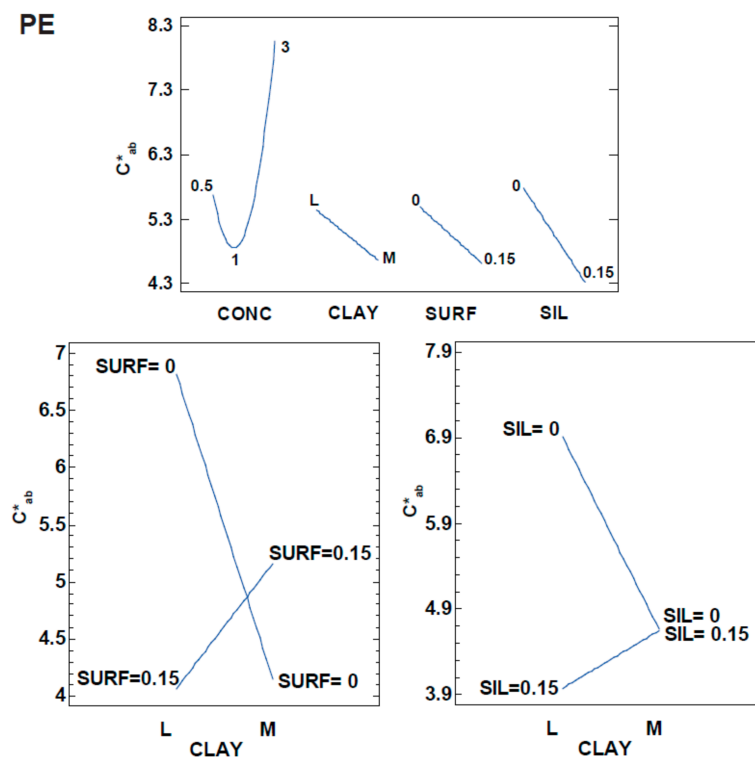 PE
8.3
7.3
6.3
5.3
4.3
C*ab
0.5
1
3
L
M
0
0.15
0
0.15
CONC CLAY SURF SIL
7
6.5
6
5.5
5
4.5
4
C*ab
SURF= 0
SURF=0.15
SURF=0.15
SURF= 0
L M
CLAY
7.9
6.9
5.9
4.9
3.9
C*ab
SIL= 0
SIL= 0
SIL= 0.15
SIL=0.15
L M
CLAY